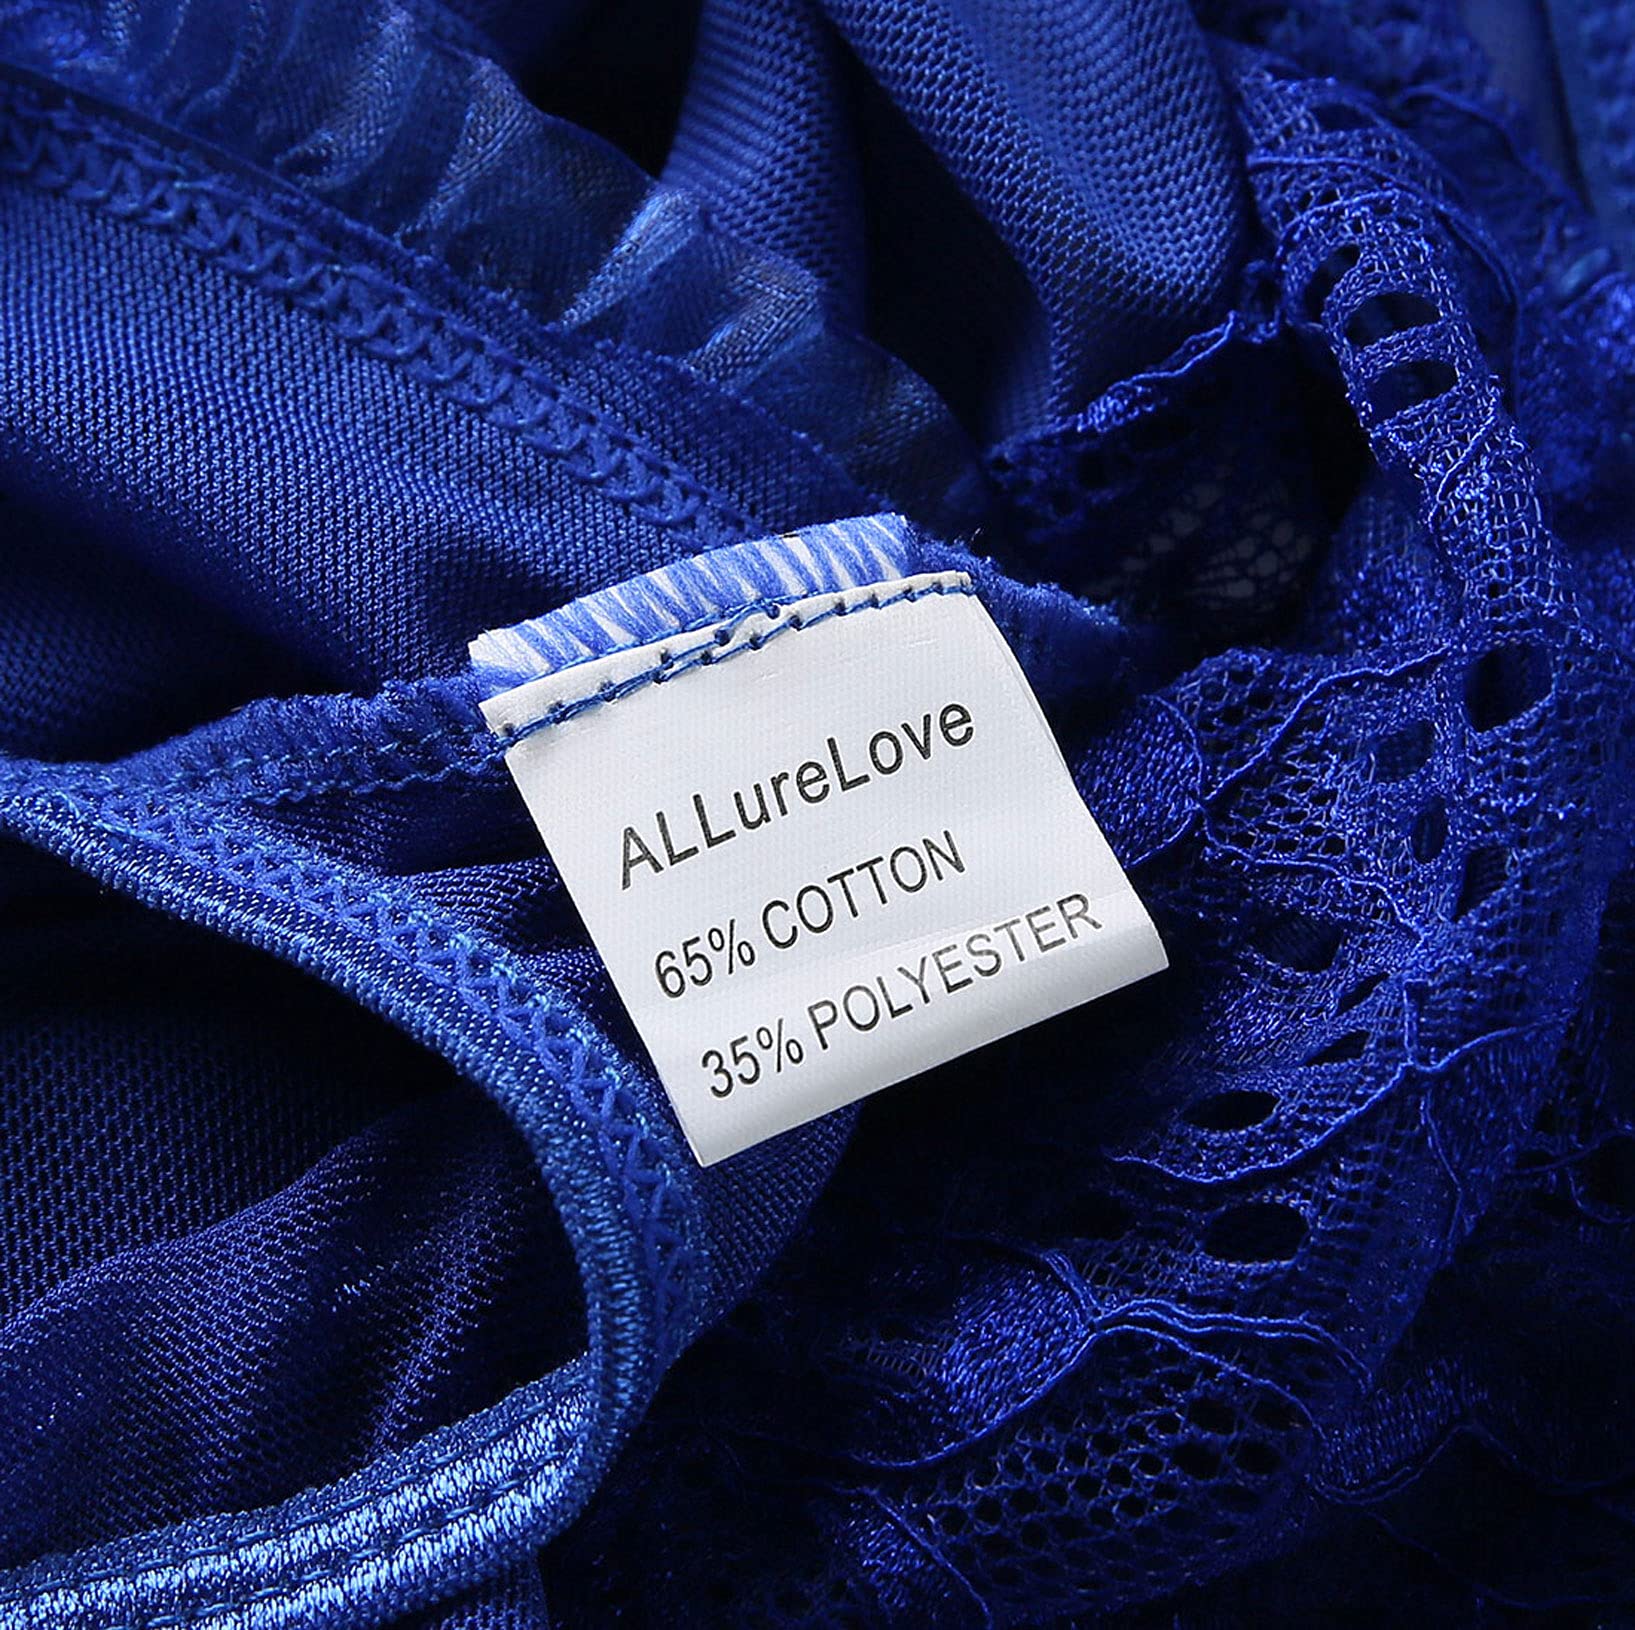 ALLureLove
65% COTTON
35% POLYESTER